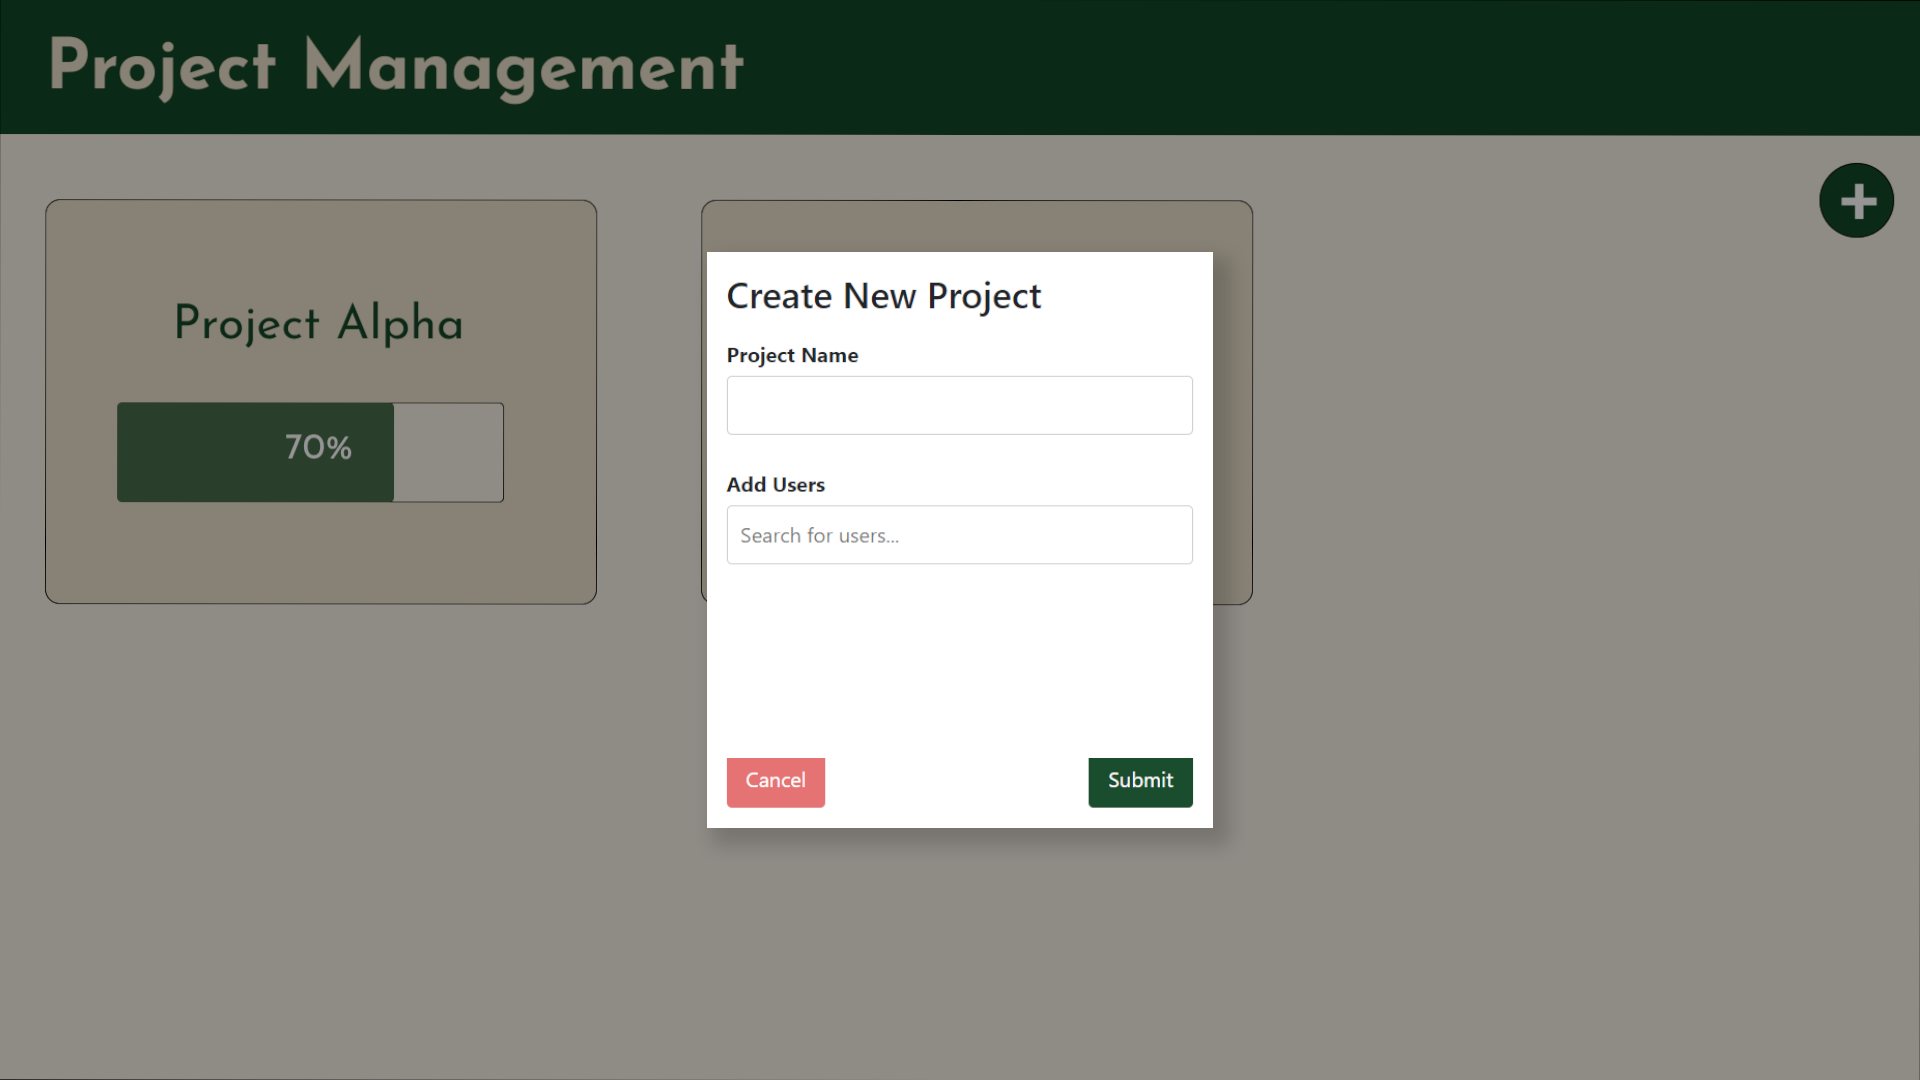 Project Management
Project Alpha
70%
Create New Project
Project Name
Add Users
Search for users...
Cancel
Submit